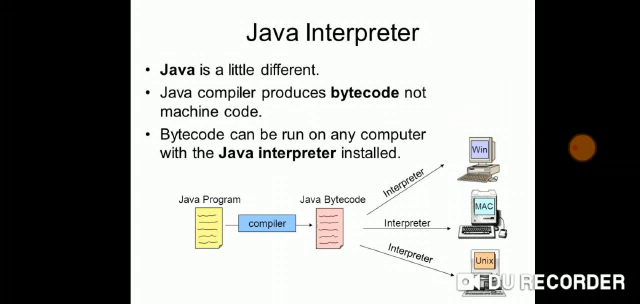 Java Interpreter
• Java is a little different.
• Java compiler produces bytecode not
machine code.
• Bytecode can be run on any computer
with the Java interpreter installed.
Win
Interpreter
Java Program
Java Bytecode
compiler
Interpreter
MAC
Interpreter
Unix
DU RECORDER